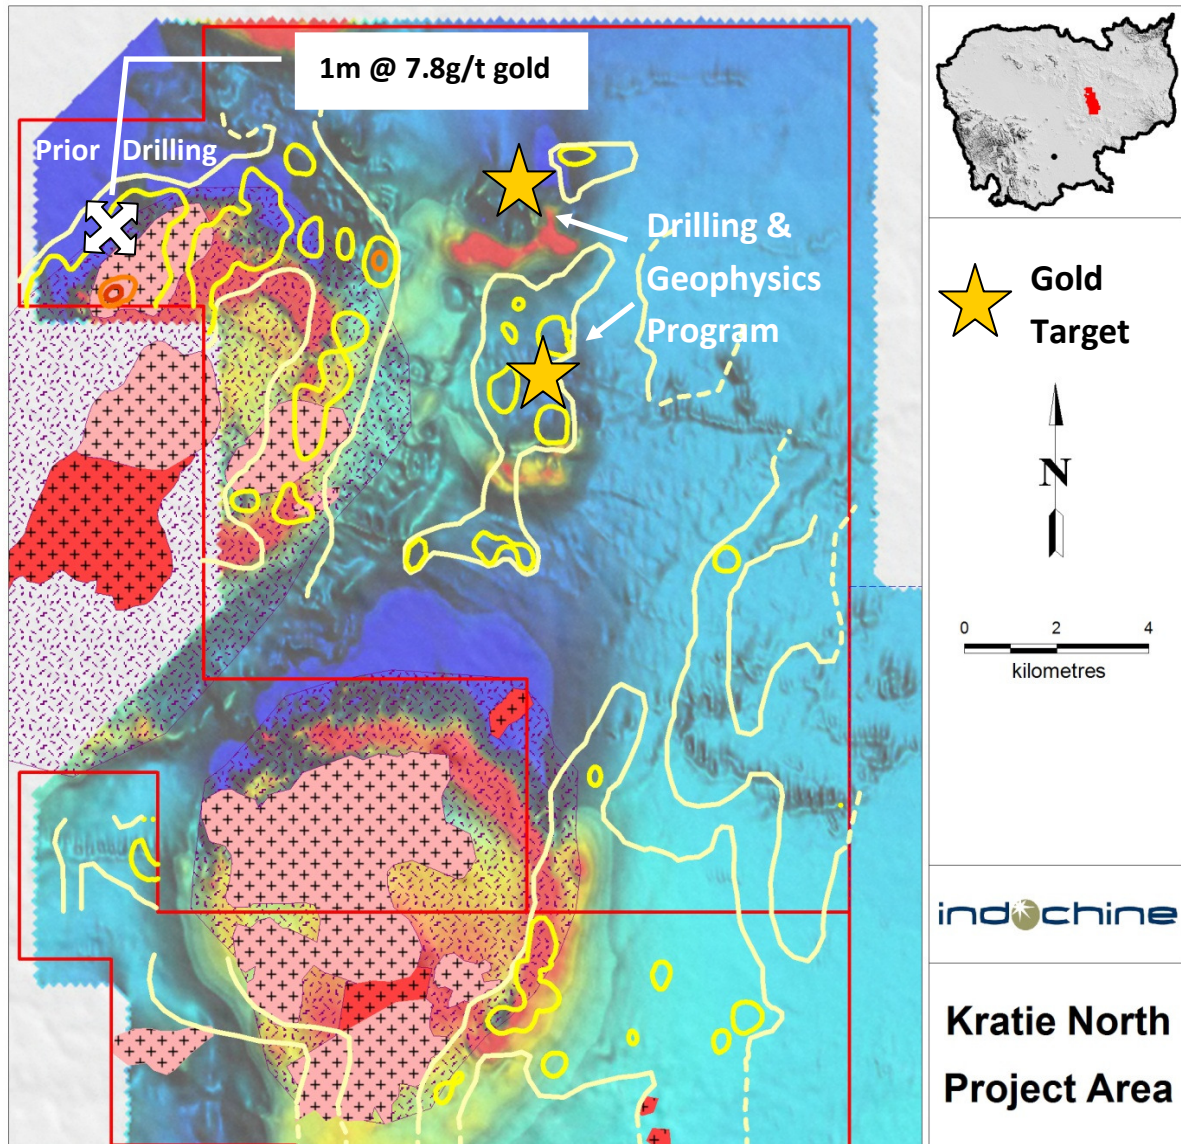 1m @ 7.8g/t gold
Prior Drilling
Drilling &
Geophysics
Program
Gold
Target
N
0 2 4
kilometres
indochine
Kratie North
Project Area